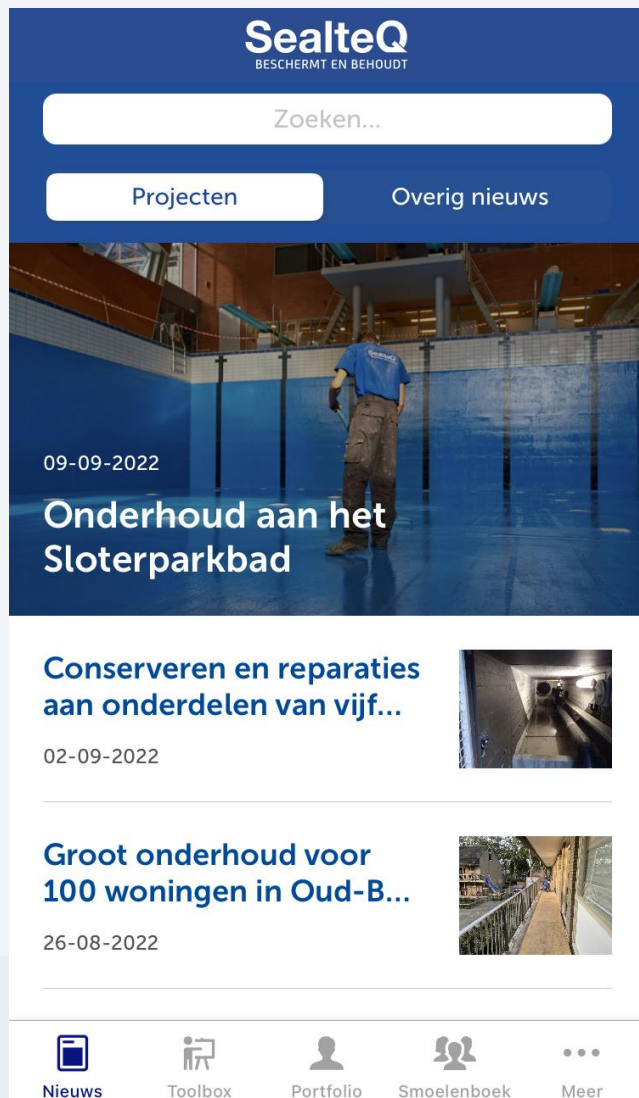 SealteQ
BESCHERMT EN BEHOUDT
Zoeken...
Projecten
Overig nieuws
SealteQ
09-09-2022
Onderhoud aan het
Sloterparkbad
Conserveren en reparaties
aan onderdelen van vijf...
02-09-2022
Groot onderhoud voor
100 woningen in Oud-B...
26-08-2022
Nieuws
Toolbox
Portfolio
Smoelenboek
Meer